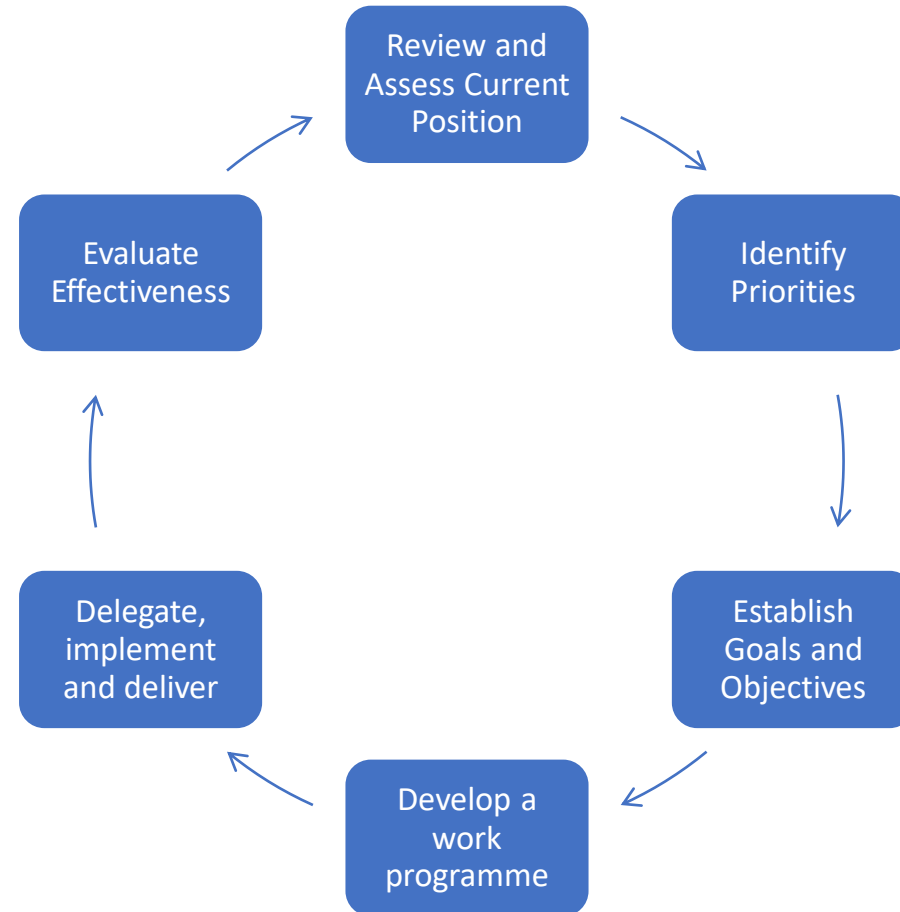 Review and
Assess Current
Position
Identify
Priorities
Establish
Goals and
Objectives
Develop a
work
programme
Delegate,
implement
and deliver
Evaluate
Effectiveness